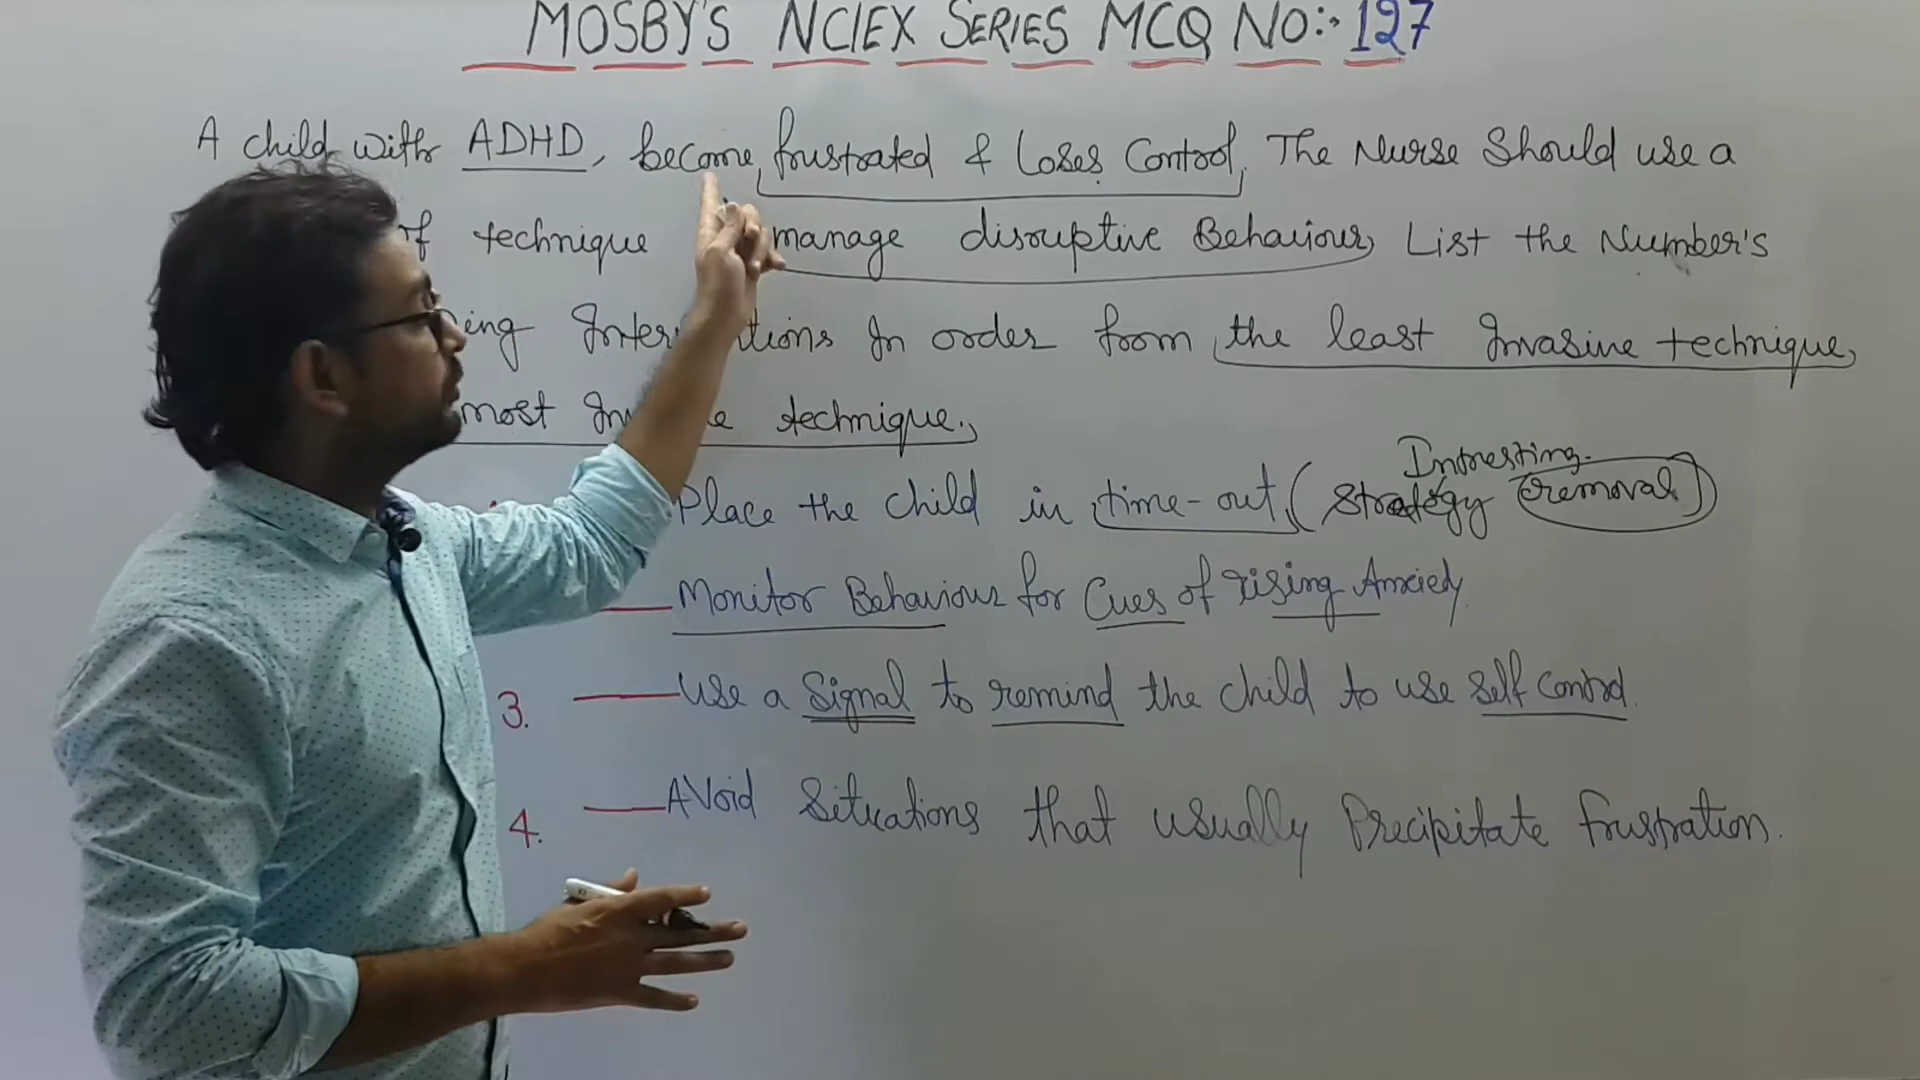 MOSBY'S NCIEX SERIES MCQ NO:- 127
A child with ADHD, become frustrated & Loses Control. The Nurse Should use a
of technique manage disruptive Behaviour, List the Number's
In order from the least Invasive technique,
most technique.
Intresting
Place the child in time-out (Strategy removal)
Monitor Behaviour for Cues of rising Anxiety
3. Use a Signal to remind the child to use self control.
4. Avoid Situations that usually Precipitate frustration.